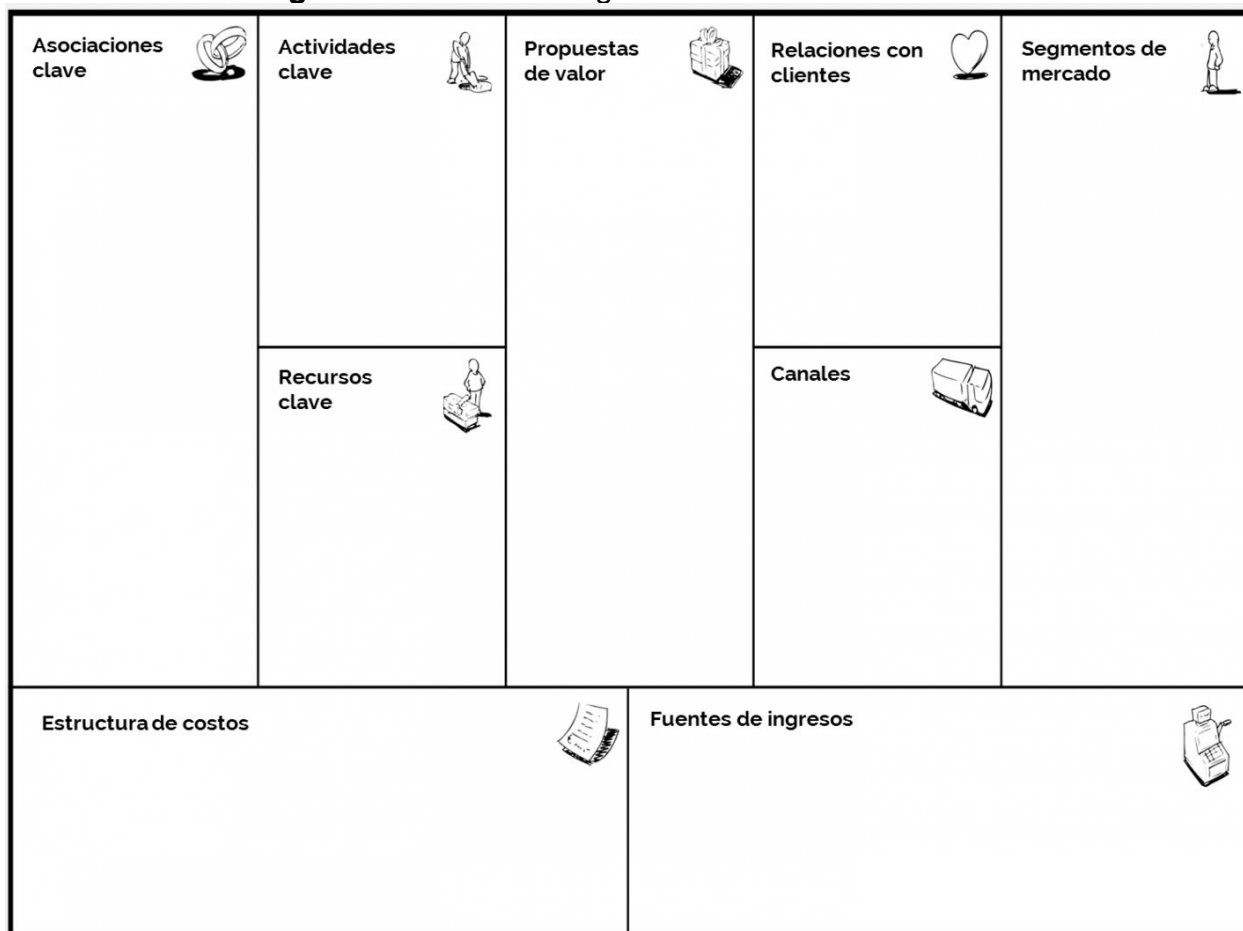 Asociaciones
clave
Actividades
clave
Propuestas
de valor
Relaciones con
clientes
Segmentos de
mercado
Recursos
clave
Canales
Estructura de costos
Fuentes de ingresos